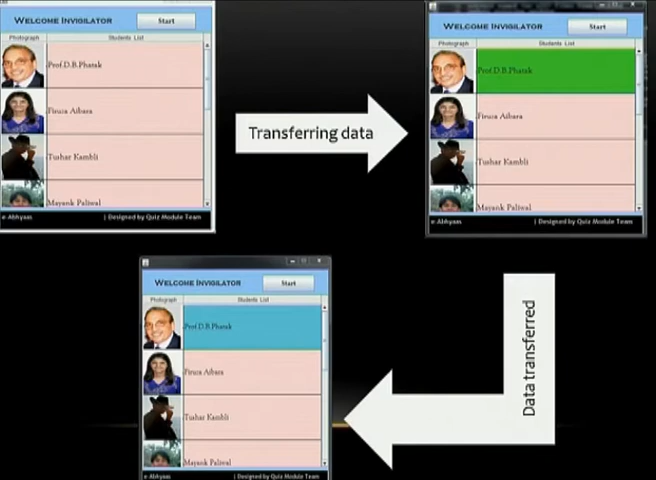 WELCOME INVIGILATOR
Start
Photograph
Students List
Prof.D.B.Phatak
Firuza Aibara
Tushar Kambli
Mayank Paliwal
e-Abhyaas
| Designed by Quiz Module Team
Transferring data
WELCOME INVIGILATOR
Start
Photograph
Students List
Prof.D.B.Phatak
Firuza Aibara
Tushar Kambli
Mayank Paliwal
e-Abhyaas
| Designed by Quiz Module Team
Data transferred
WELCOME INVIGILATOR
Start
Photograph
Students List
Prof.D.B.Phatak
Firuza Aibara
Tushar Kambli
Mayank Paliwal
e-Abhyaas
| Designed by Quiz Module Team